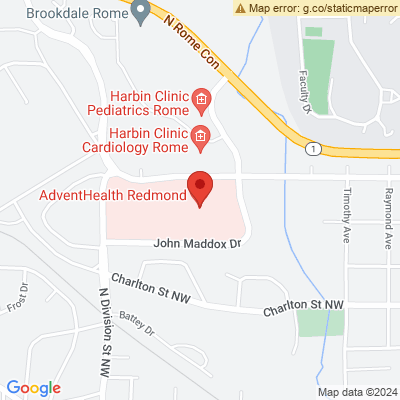 Map error: g.co/staticmaperror
Brookdale Rome
N Rome Con
Faculty Dr
Harbin Clinic
Pediatrics Rome
Harbin Clinic
Cardiology Rome
1
AdventHealth Redmond
Timothy Ave
Raymond Ave
John Maddox Dr
Charlton St NW
Frost Dr
N Division St NW
Battey Dr
Charlton St NW
Google
Map data ©2024